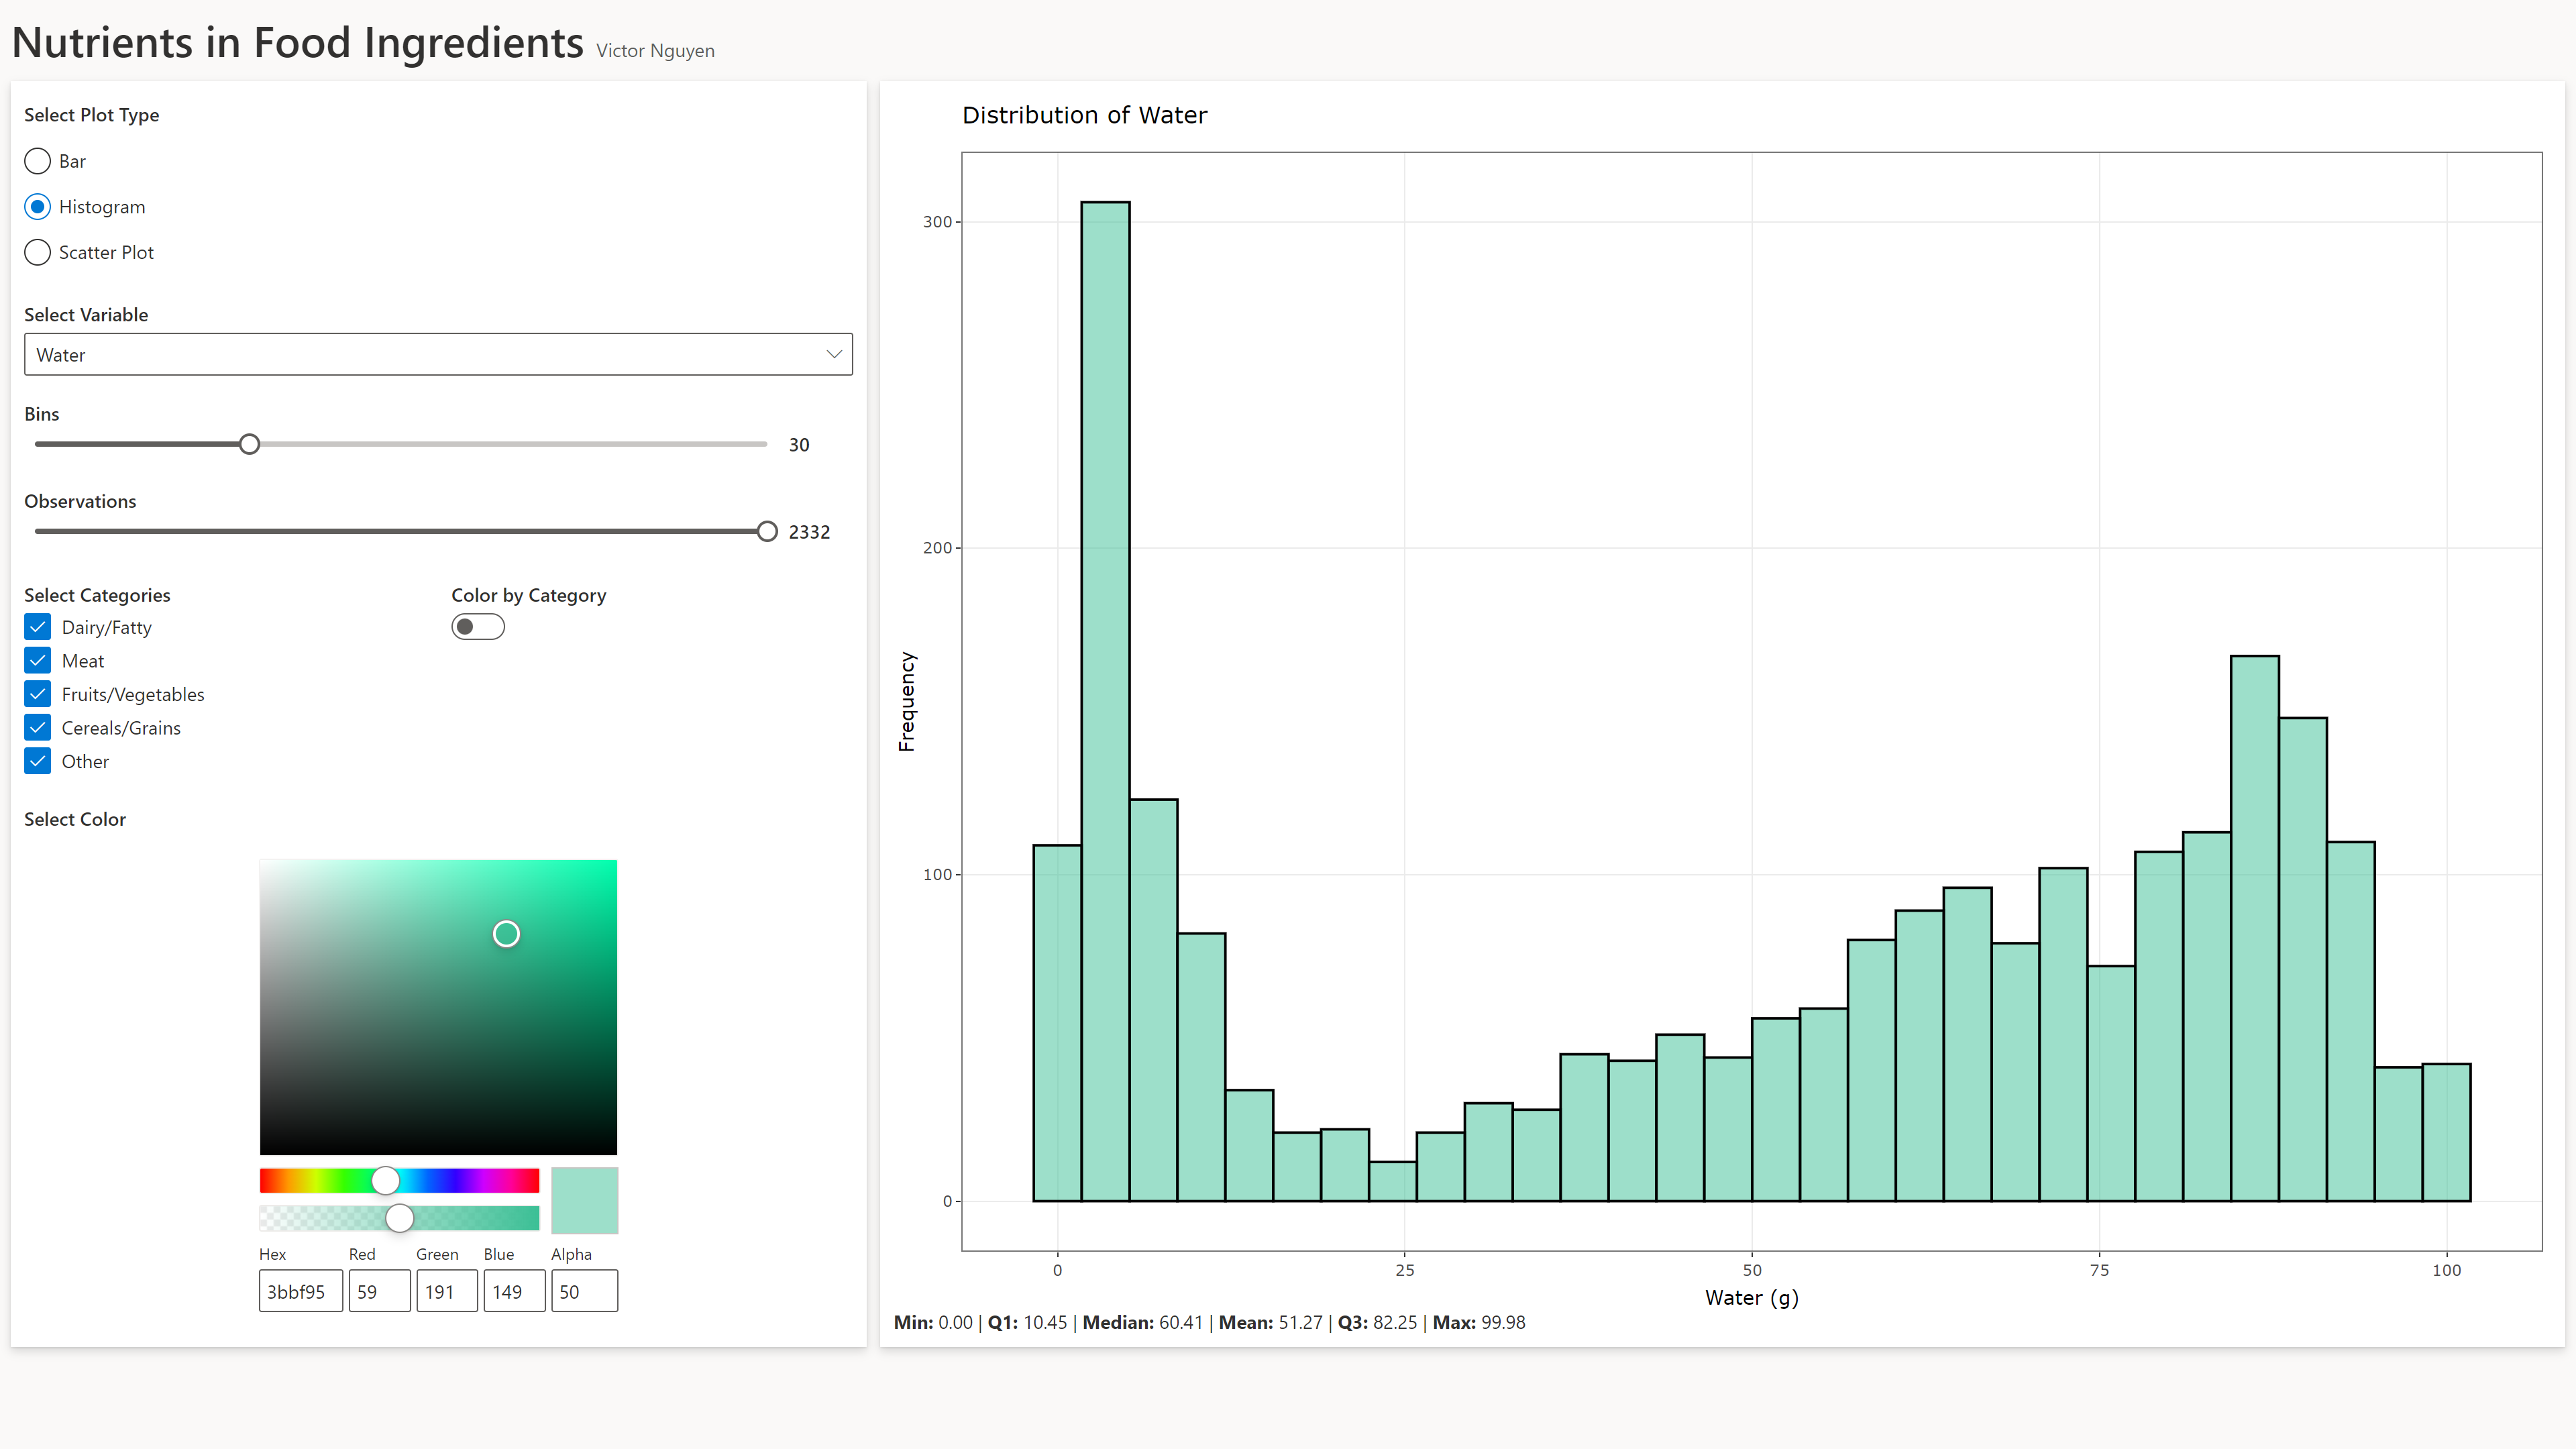 Nutrients in Food Ingredients Victor Nguyen
Select Plot Type
Bar
Histogram
Scatter Plot
Select Variable
Water
Bins
30
Observations
2332
Select Categories
Dairy/Fatty
Meat
Fruits/Vegetables
Cereals/Grains
Other
Color by Category
Select Color
Hex Red Green Blue Alpha
3bbf95 59 191 149 50
Distribution of Water
Frequency
300
200
100
0
0 25 50 75 100
Water (g)
Min: 0.00 | Q1: 10.45 | Median: 60.41 | Mean: 51.27 | Q3: 82.25 | Max: 99.98